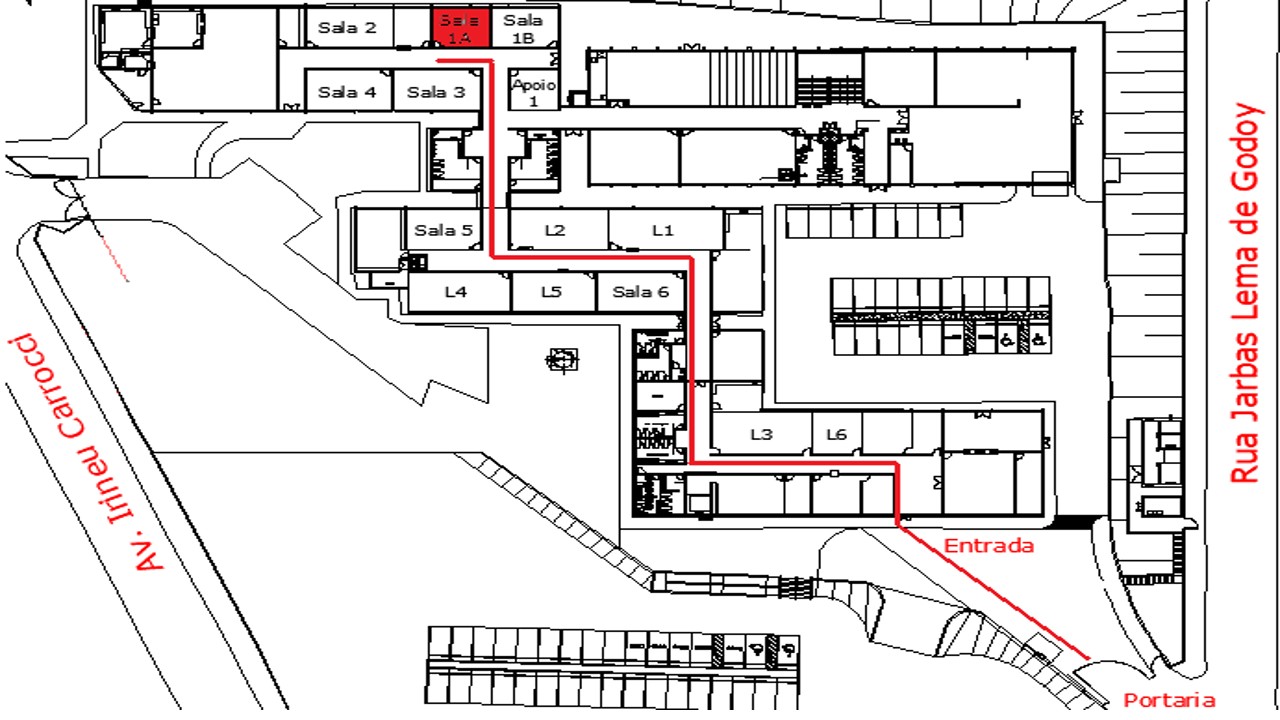 Sala 2
Sala
1A
Sala
1B
Sala 4
Sala 3
Apoio
1
Sala 5
L2
L1
L4
L5
Sala 6
L3
L6
Entrada
Portaria
Av. Irineu Carrocci
Rua Jarbas Lema de Godoy